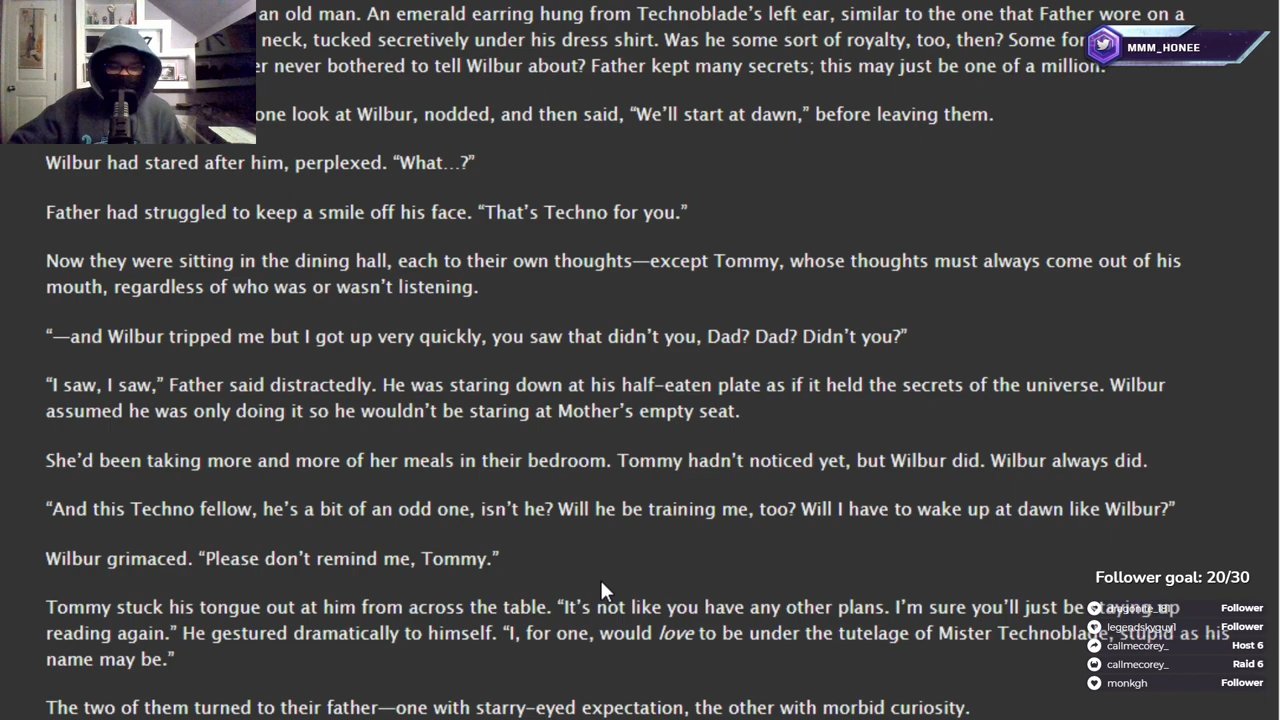 an old man. An emerald earring hung from Technoblade’s left ear, similar to the one that Father wore on a
neck, tucked secretively under his dress shirt. Was he some sort of royalty, too, then? Some
never bothered to tell Wilbur about? Father kept many secrets; this may just be one of a million.
MMM_HONEE
one look at Wilbur, nodded, and then said, “We’ll start at dawn,” before leaving them.
Wilbur had stared after him, perplexed. “What…?”
Father had struggled to keep a smile off his face. “That’s Techno for you.”
Now they were sitting in the dining hall, each to their own thoughts—except Tommy, whose thoughts must always come out of his
mouth, regardless of who was or wasn’t listening.
“—and Wilbur tripped me but I got up very quickly, you saw that didn’t you, Dad? Dad? Didn’t you?”
“I saw, I saw,” Father said distractedly. He was staring down at his half-eaten plate as if it held the secrets of the universe. Wilbur
assumed he was only doing it so he wouldn’t be staring at Mother’s empty seat.
She’d been taking more and more of her meals in their bedroom. Tommy hadn’t noticed yet, but Wilbur did. Wilbur always did.
“And this Techno fellow, he’s a bit of an odd one, isn’t he? Will he be training me, too? Will I have to wake up at dawn like Wilbur?”
Wilbur grimaced. “Please don’t remind me, Tommy.”
Tommy stuck his tongue out at him from across the table. “It’s not like you have any other plans. I’m sure you’ll just be staying up
reading again.” He gestured dramatically to himself. “I, for one, would love to be under the tutelage of Mister Technoblade, stupid as his
name may be.”
The two of them turned to their father—one with starry-eyed expectation, the other with morbid curiosity.
Follower goal: 20/30
Follower
Follower
callmecorey_ Host 6
callmecorey_ Raid 6
monkgh Follower